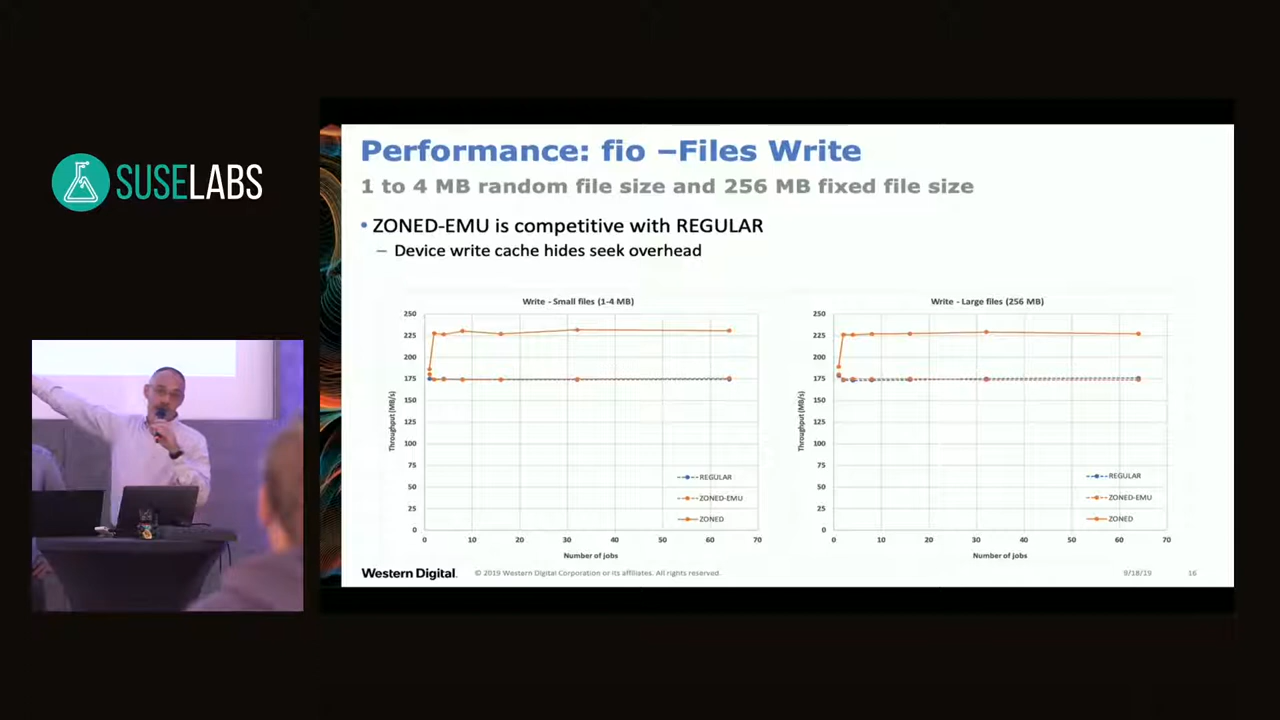 SUSELABS
Performance: fio –Files Write
1 to 4 MB random file size and 256 MB fixed file size
• ZONED-EMU is competitive with REGULAR
– Device write cache hides seek overhead
Write - Small files (1-4 MB)
250
225
200
175
150
125
100
75
50
25
0
Throughput (MB/s)
REGULAR
ZONED-EMU
ZONED
0 10 20 30 40 50 60 70
Number of jobs
Write - Large files (256 MB)
250
225
200
175
150
125
100
75
50
25
0
Throughput (MB/s)
REGULAR
ZONED-EMU
ZONED
0 10 20 30 40 50 60 70
Number of jobs
Western Digital.
© 2019 Western Digital Corporation or its affiliates. All rights reserved.
9/18/19
16